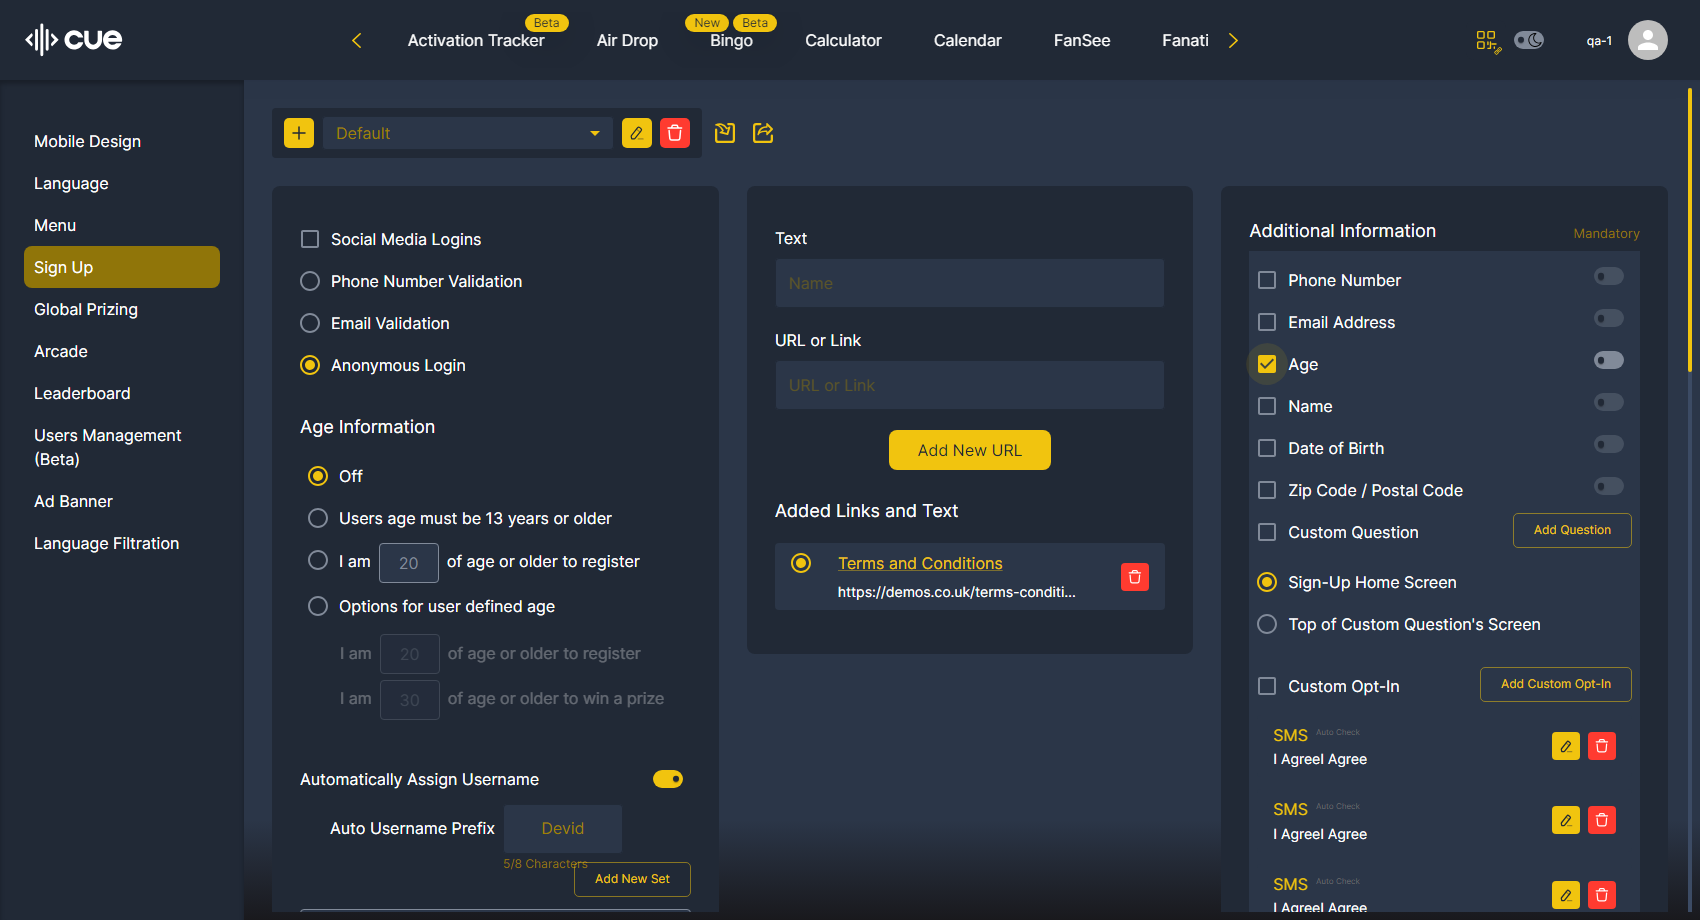 cue
Activation Tracker
Beta
Air Drop
New
Beta
Bingo
Calculator
Calendar
FanSee
Fanati
qa-1
Mobile Design
Language
Menu
Sign Up
Global Prizing
Arcade
Leaderboard
Users Management
(Beta)
Ad Banner
Language Filtration
Default
Social Media Logins
Phone Number Validation
Email Validation
Anonymous Login
Age Information
Off
Users age must be 13 years or older
I am 20 of age or older to register
Options for user defined age
I am 20 of age or older to register
I am 30 of age or older to win a prize
Automatically Assign Username
Auto Username Prefix Devid
5/8 Characters
Add New Set
Text
Name
URL or Link
URL or Link
Add New URL
Added Links and Text
Terms and Conditions
https://demos.co.uk/terms-conditi...
Additional Information Mandatory
Phone Number
Email Address
Age
Name
Date of Birth
Zip Code / Postal Code
Custom Question Add Question
Sign-Up Home Screen
Top of Custom Question's Screen
Custom Opt-In Add Custom Opt-In
SMS Auto Check
I AgreeI Agree
SMS Auto Check
I AgreeI Agree
SMS Auto Check
I AgreeI Agree